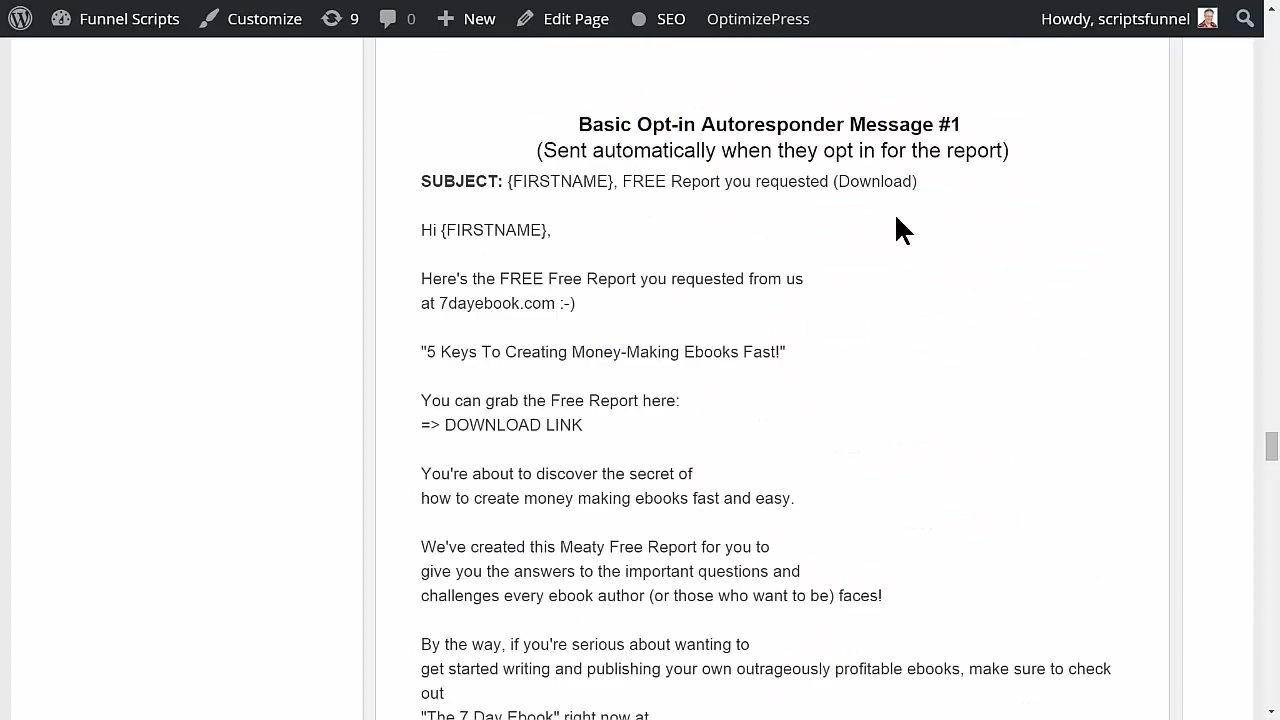 Funnel Scripts Customize 9 0 New Edit Page SEO OptimizePress Howdy, scriptsfunnel
Basic Opt-in Autoresponder Message #1
(Sent automatically when they opt in for the report)
SUBJECT: {FIRSTNAME}, FREE Report you requested (Download)
Hi {FIRSTNAME},
Here's the FREE Free Report you requested from us
at 7dayebook.com :-)
"5 Keys To Creating Money-Making Ebooks Fast!"
You can grab the Free Report here:
=> DOWNLOAD LINK
You're about to discover the secret of
how to create money making ebooks fast and easy.
We've created this Meaty Free Report for you to
give you the answers to the important questions and
challenges every ebook author (or those who want to be) faces!
By the way, if you're serious about wanting to
get started writing and publishing your own outrageously profitable ebooks, make sure to check
out
"The 7 Day Ebook" right now at